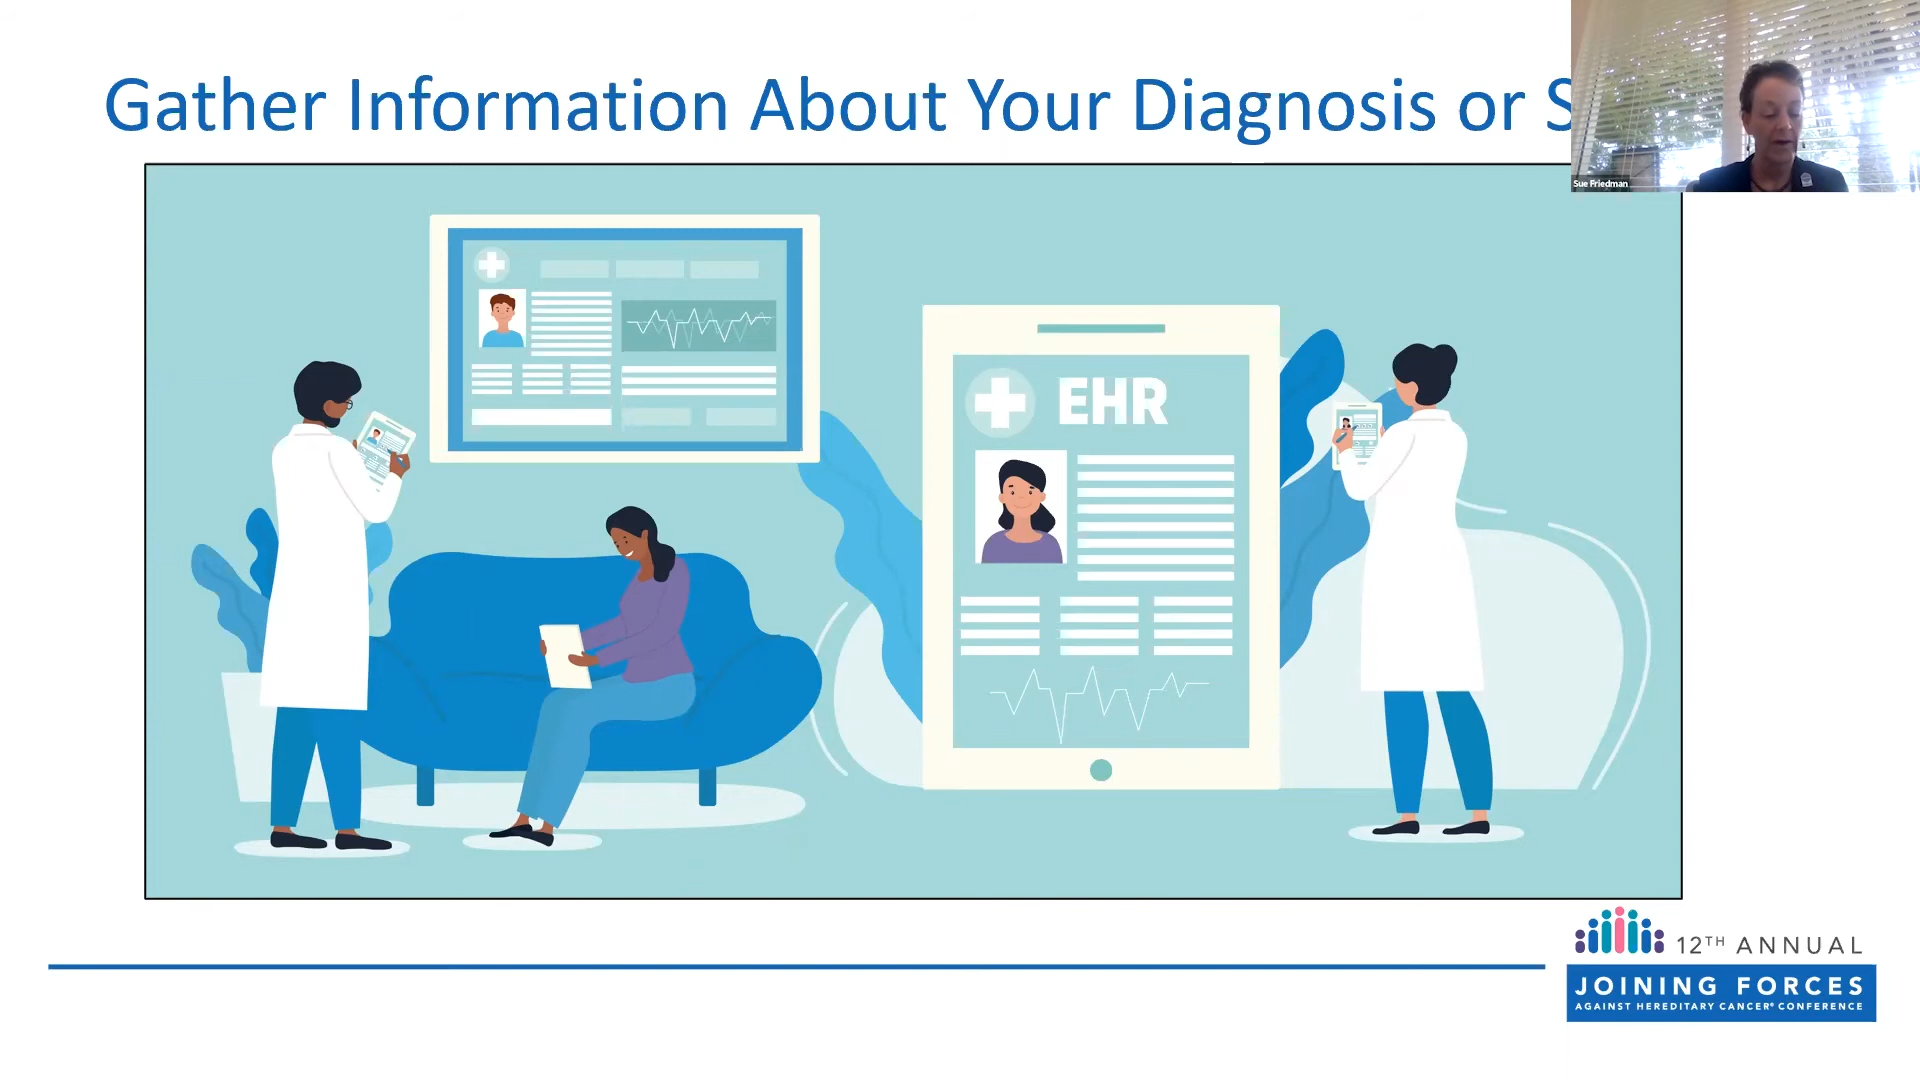 Gather Information About Your Diagnosis or S
Sue Friedman
EHR
12TH ANNUAL
JOINING FORCES
AGAINST HEREDITARY CANCER® CONFERENCE